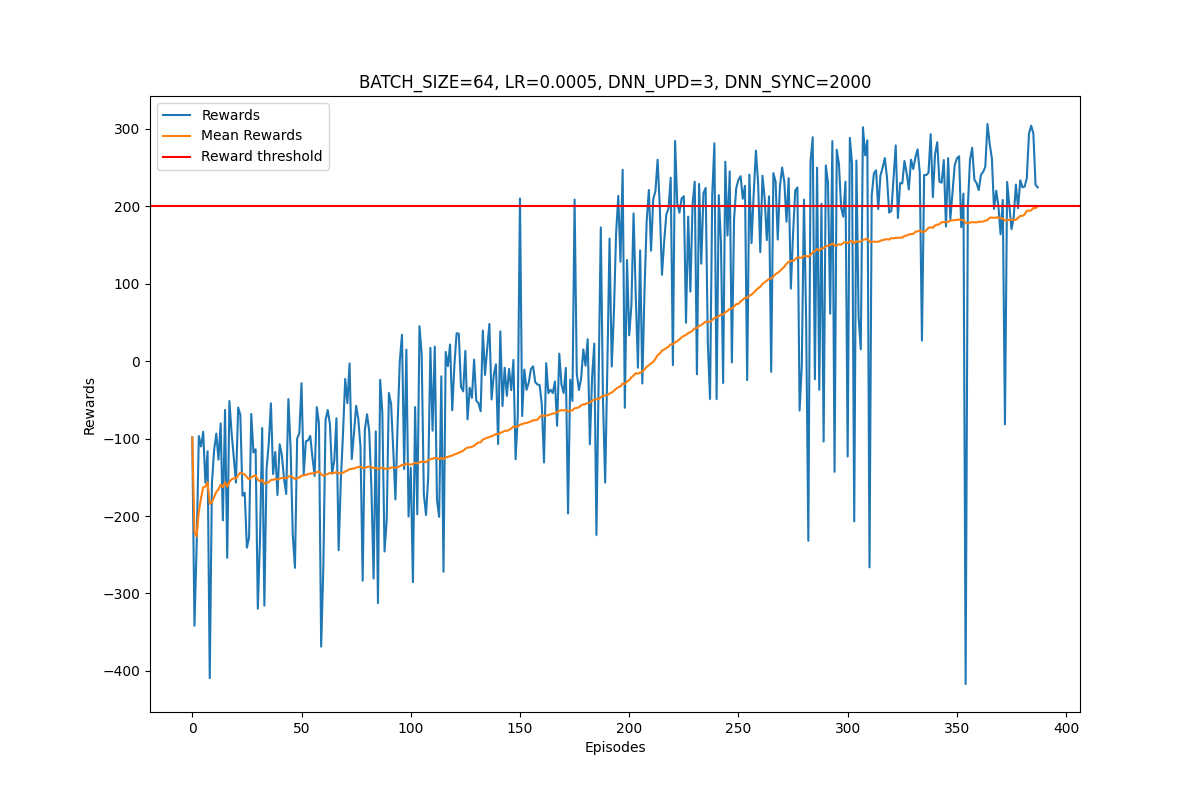 BATCH_SIZE=64, LR=0.0005, DNN_UPD=3, DNN_SYNC=2000
Rewards
Mean Rewards
Reward threshold
300
200
100
0
−100
−200
−300
−400
Rewards
0 50 100 150 200 250 300 350 400
Episodes